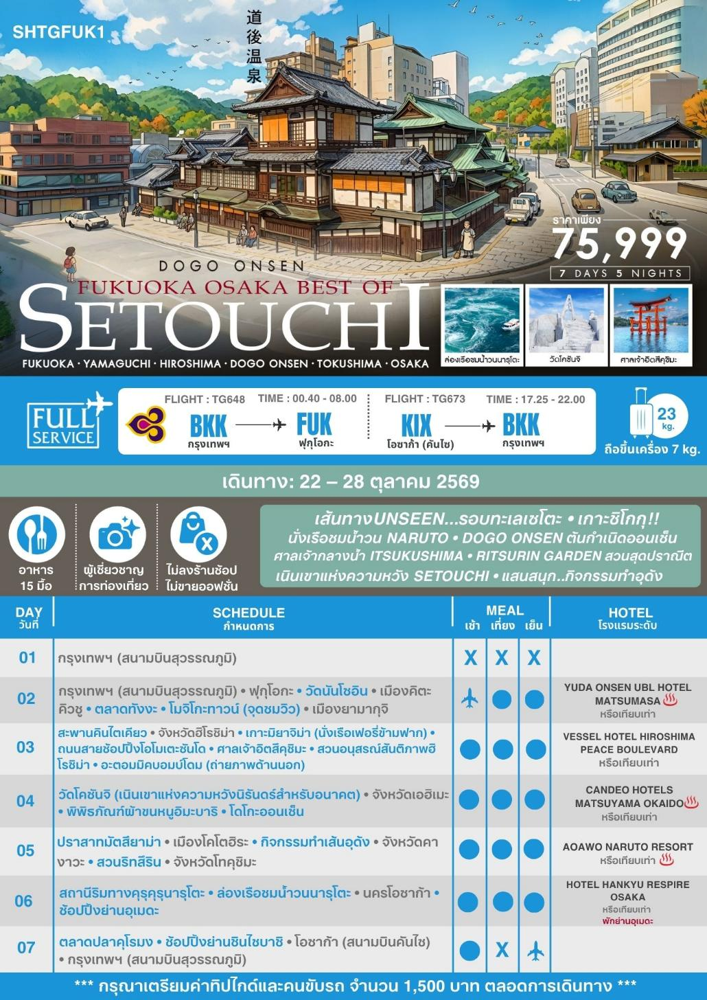 SHTGFUK1
道後温泉
ราคาเพียง
75,999
7 DAYS 5 NIGHTS
DOGO ONSEN
FUKUOKA OSAKA BEST OF
SETOUCHI
FUKUOKA · YAMAGUCHI · HIROSHIMA · DOGO ONSEN · TOKUSHIMA · OSAKA
ล่องเรือชมน้ำวนนารุโตะ
วัดโคซันจิ
ศาลเจ้าอิตสึคุชิมะ
FULL SERVICE
FLIGHT : TG648 TIME : 00.40 - 08.00
BKK FUK
กรุงเทพฯ ฟุกุโอกะ
FLIGHT : TG673 TIME : 17.25 - 22.00
KIX BKK
โอซาก้า (คันไซ) กรุงเทพฯ
23 kg.
ถือขึ้นเครื่อง 7 kg.
เดินทาง: 22 – 28 ตุลาคม 2569
อาหาร
15 มื้อ
ผู้เชี่ยวชาญ
การท่องเที่ยว
ไม่ลงร้านช้อป
ไม่ขายออฟชั่น
เส้นทางUNSEEN...รอบทะเลเซโตะ • เกาะชิโกกุ!!
นั่งเรือชมน้ำวน NARUTO • DOGO ONSEN ต้นกำเนิดออนเซ็น
ศาลเจ้ากลางน้ำ ITSUKUSHIMA • RITSURIN GARDEN สวนสุดปราณีต
เนินเขาแห่งความหวัง SETOUCHI • แสนสนุก..กิจกรรมทำอุด้ง
DAY SCHEDULE MEAL HOTEL
วันที่ กำหนดการ เช้า เที่ยง เย็น โรงแรมระดับ
01 กรุงเทพฯ (สนามบินสุวรรณภูมิ) X X X
02 กรุงเทพฯ (สนามบินสุวรรณภูมิ) • ฟุกุโอกะ • วัดนันโซอิน • เมืองคิตะ
คิวชู • ตลาดทังงะ • โมจิโกะทาวน์ (จุดชมวิว) • เมืองยามากุจิ
YUDA ONSEN UBL HOTEL
MATSUMASA
หรือเทียบเท่า
03 สะพานคินไตเคียว • จังหวัดฮิโรชิม่า • เกาะมิยาจิม่า (นั่งเรือเฟอรี่ข้ามฟาก) •
ถนนสายช้อปปิ้งโอโมเตะซันโด • ศาลเจ้าอิตสึคุชิมะ • สวนอนุสรณ์สันติภาพฮิ
โรชิม่า • อะตอมมิคบอมบ์โดม (ถ่ายภาพด้านนอก)
VESSEL HOTEL HIROSHIMA
PEACE BOULEVARD
หรือเทียบเท่า
04 วัดโคซันจิ (เนินเขาแห่งความหวังนิรันดร์สำหรับอนาคต) • จังหวัดเอฮิเมะ
• พิพิธภัณฑ์ผ้าขนหนูอิมะบาริ • โดโกะออนเซ็น
CANDEO HOTELS
MATSUYAMA OKAIDO
หรือเทียบเท่า
05 ปราสาทมัตสึยาม่า • เมืองโคโตฮิระ • กิจกรรมทำเส้นอุด้ง • จังหวัดคา
งาวะ • สวนริทสึริน • จังหวัดโทคุชิมะ
AOAWO NARUTO RESORT
หรือเทียบเท่า
06 สถานีริมทางคุรุคุรุนารุโตะ • ล่องเรือชมน้ำวนนารุโตะ • นครโอซาก้า •
ช้อปปิ้งย่านอุเมดะ
HOTEL HANKYU RESPIRE
OSAKA
หรือเทียบเท่า
พักย่านอุเมดะ
07 ตลาดปลาคุโรมง • ช้อปปิ้งย่านชินไซบาชิ • โอซาก้า (สนามบินคันไซ)
• กรุงเทพฯ (สนามบินสุวรรณภูมิ) X
*** กรุณาเตรียมค่าทิปไกด์และคนขับรถ จำนวน 1,500 บาท ตลอดการเดินทาง ***